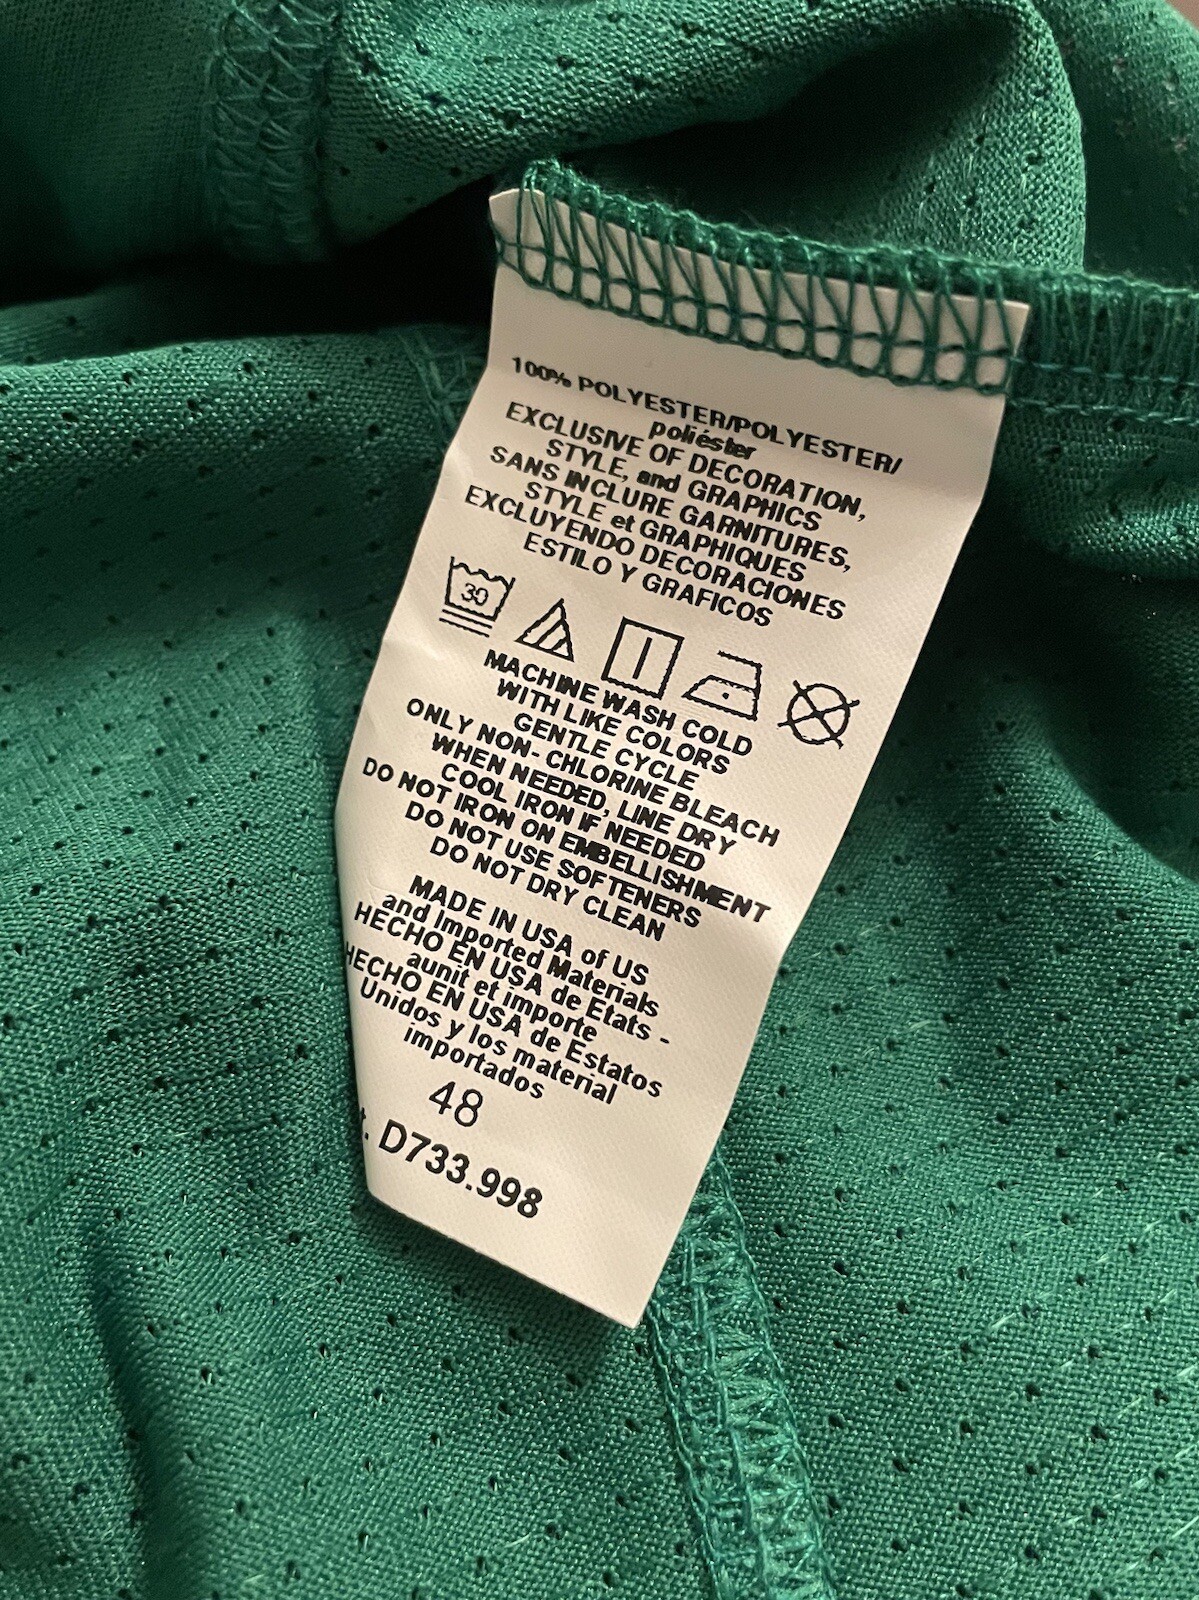 100% POLYESTER/POLYESTER/
poliéster
EXCLUSIVE OF DECORATION,
STYLE, and GRAPHICS
SANS INCLURE GARNITURES,
STYLE et GRAPHIQUES
EXCLUYENDO DECORACIONES
ESTILO Y GRAFICOS
30
MACHINE WASH COLD
WITH LIKE COLORS
GENTLE CYCLE
ONLY NON- CHLORINE BLEACH
WHEN NEEDED, LINE DRY
COOL IRON IF NEEDED
DO NOT IRON ON EMBELLISHMENT
DO NOT USE SOFTENERS
DO NOT DRY CLEAN
MADE IN USA of US
and Imported Materials
HECHO EN USA de Etats -
aunit et importe
HECHO EN USA de Estatos
Unidos y los material
importados
48
t. D733.998